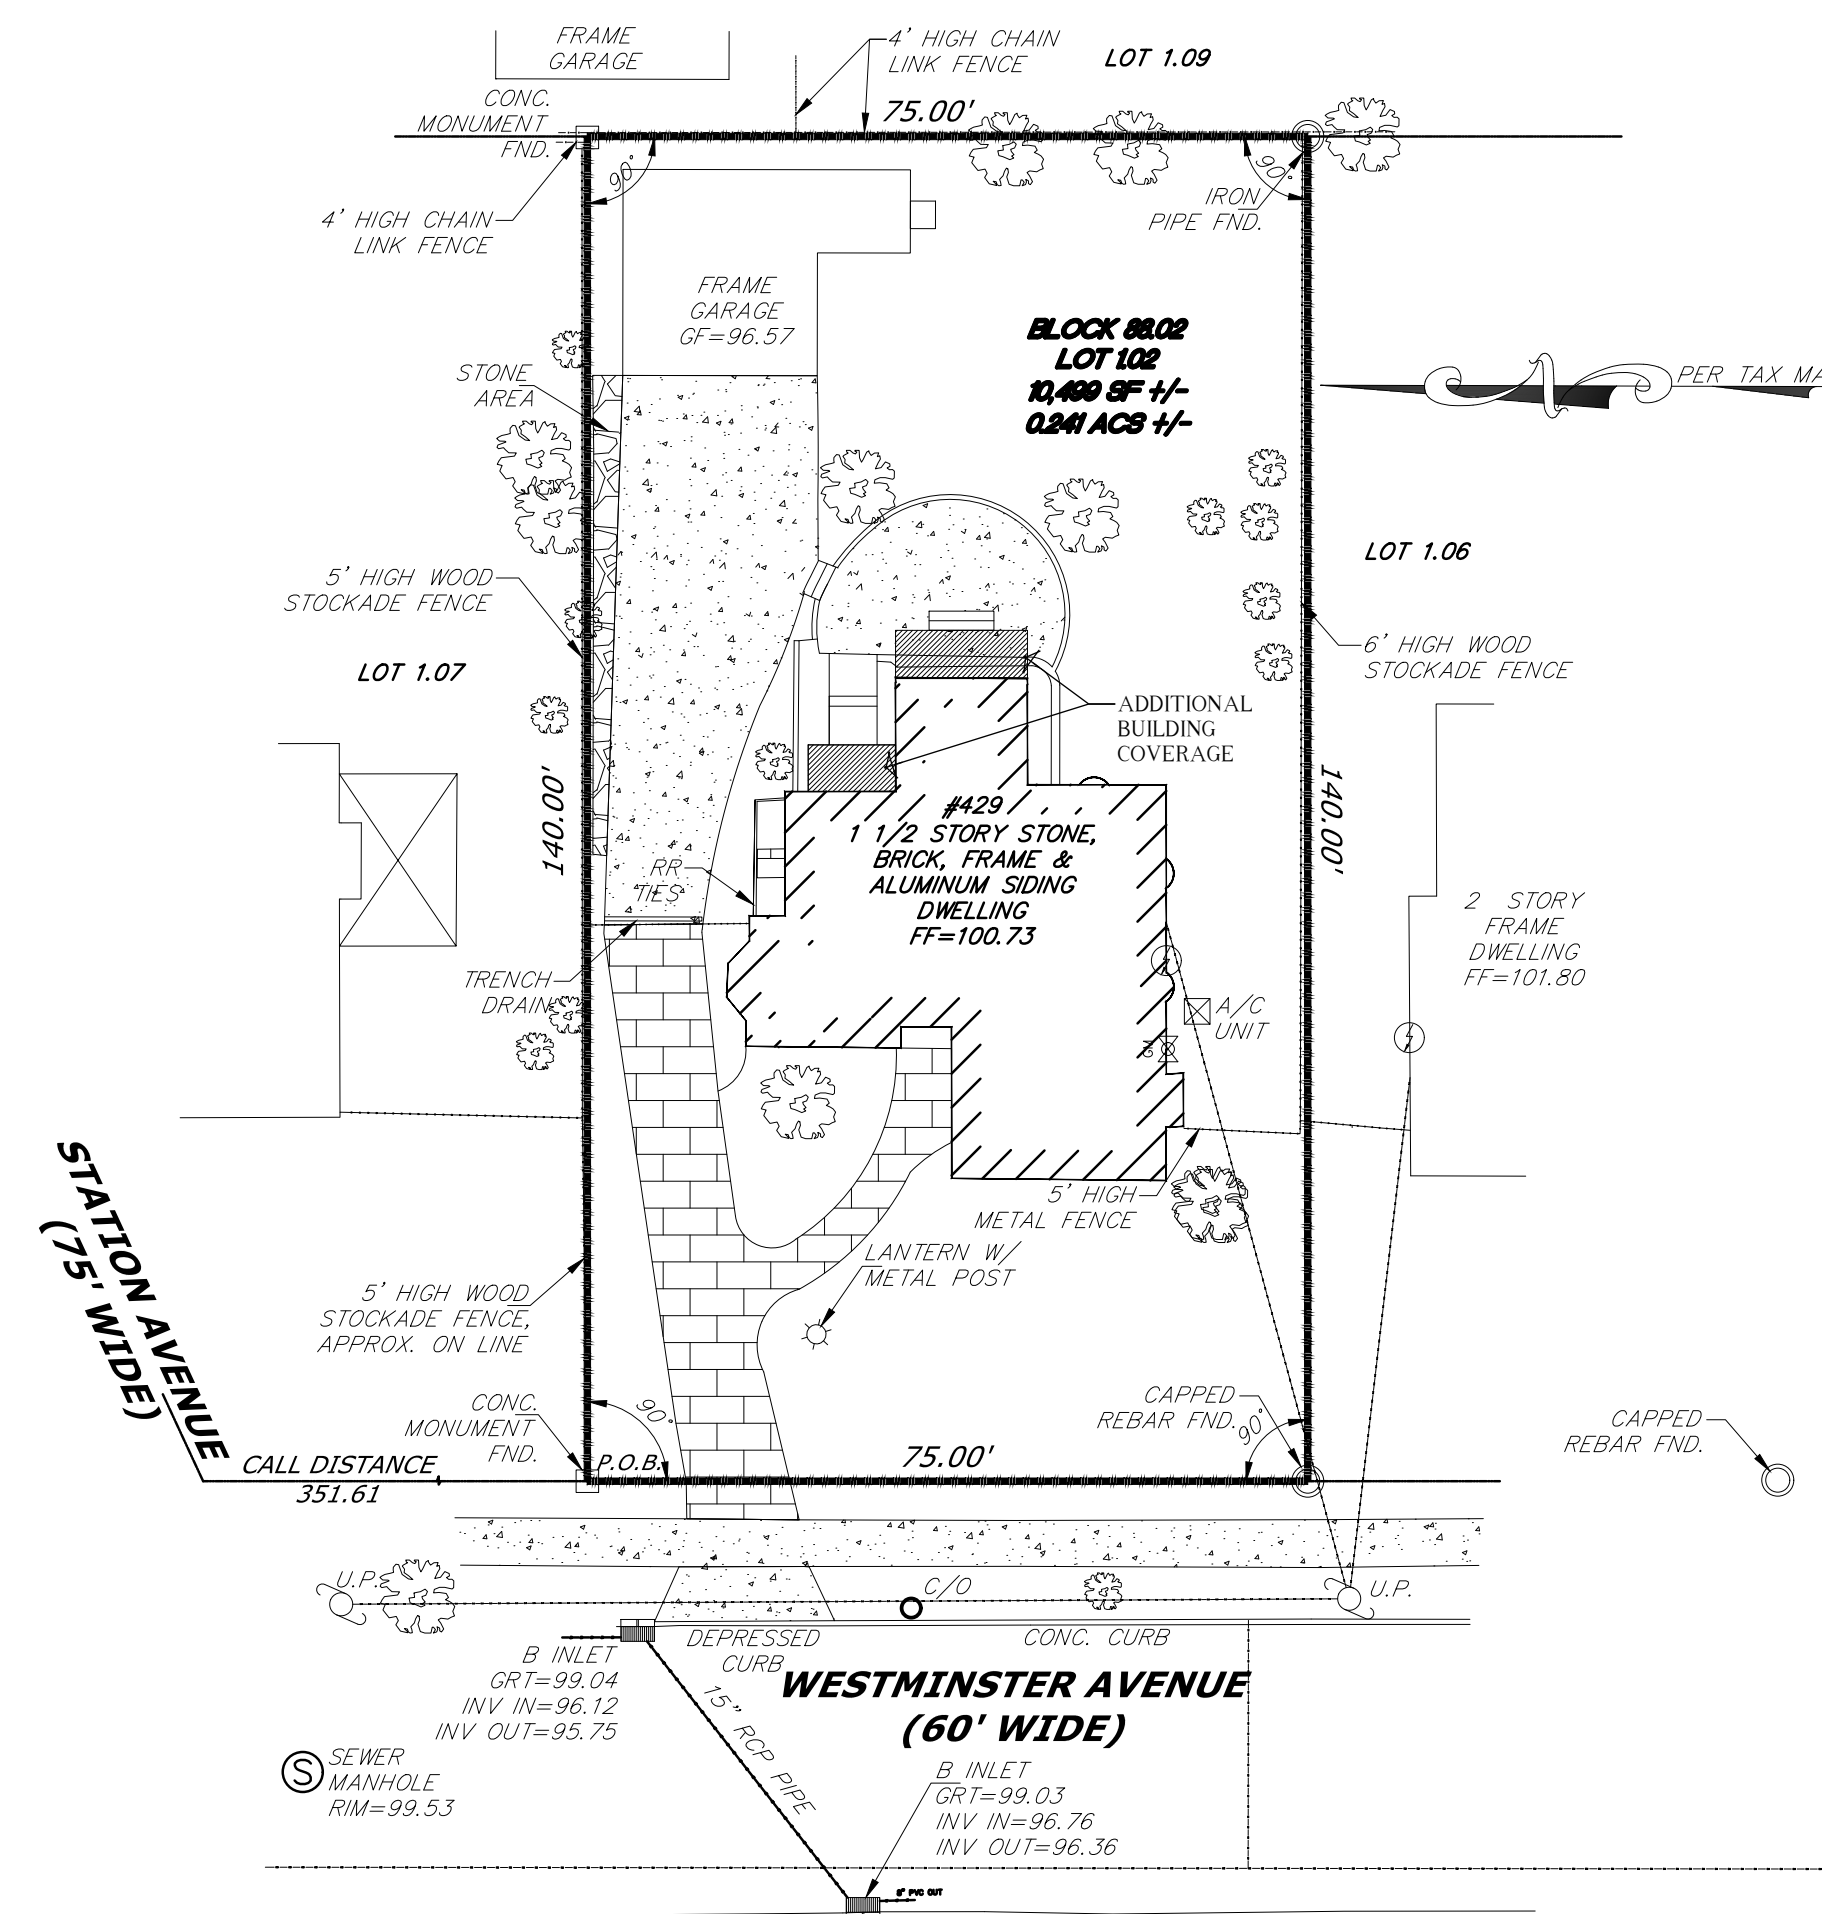 FRAME
GARAGE
4' HIGH CHAIN
LINK FENCE
LOT 1.09
CONC.
MONUMENT
FND.
75.00'
90°
90°
IRON
PIPE FND.
4' HIGH CHAIN
LINK FENCE
FRAME
GARAGE
GF=96.57
BLOCK 88.02
LOT 1.02
10,499 SF +/-
0.241 ACS +/-
STONE
AREA
N
PER TAX MA
5' HIGH WOOD
STOCKADE FENCE
LOT 1.06
LOT 1.07
6' HIGH WOOD
STOCKADE FENCE
ADDITIONAL
BUILDING
COVERAGE
140.00'
140.00'
#429
1 1/2 STORY STONE,
BRICK, FRAME &
ALUMINUM SIDING
DWELLING
FF=100.73
RR
TIES
2 STORY
FRAME
DWELLING
FF=101.80
TRENCH
DRAIN
A/C
UNIT
STATION AVENUE
(75' WIDE)
5' HIGH
METAL FENCE
LANTERN W/
METAL POST
5' HIGH WOOD
STOCKADE FENCE,
APPROX. ON LINE
CONC.
MONUMENT
FND.
90°
CAPPED
REBAR FND.
90°
CAPPED
REBAR FND.
CALL DISTANCE
351.61
P.O.B.
75.00'
U.P.
C/O
U.P.
DEPRESSED
CURB
CONC. CURB
B INLET
GRT=99.04
INV IN=96.12
INV OUT=95.75
WESTMINSTER AVENUE
(60' WIDE)
15" RCP PIPE
S
SEWER
MANHOLE
RIM=99.53
B INLET
GRT=99.03
INV IN=96.76
INV OUT=96.36
8" PVC OUT